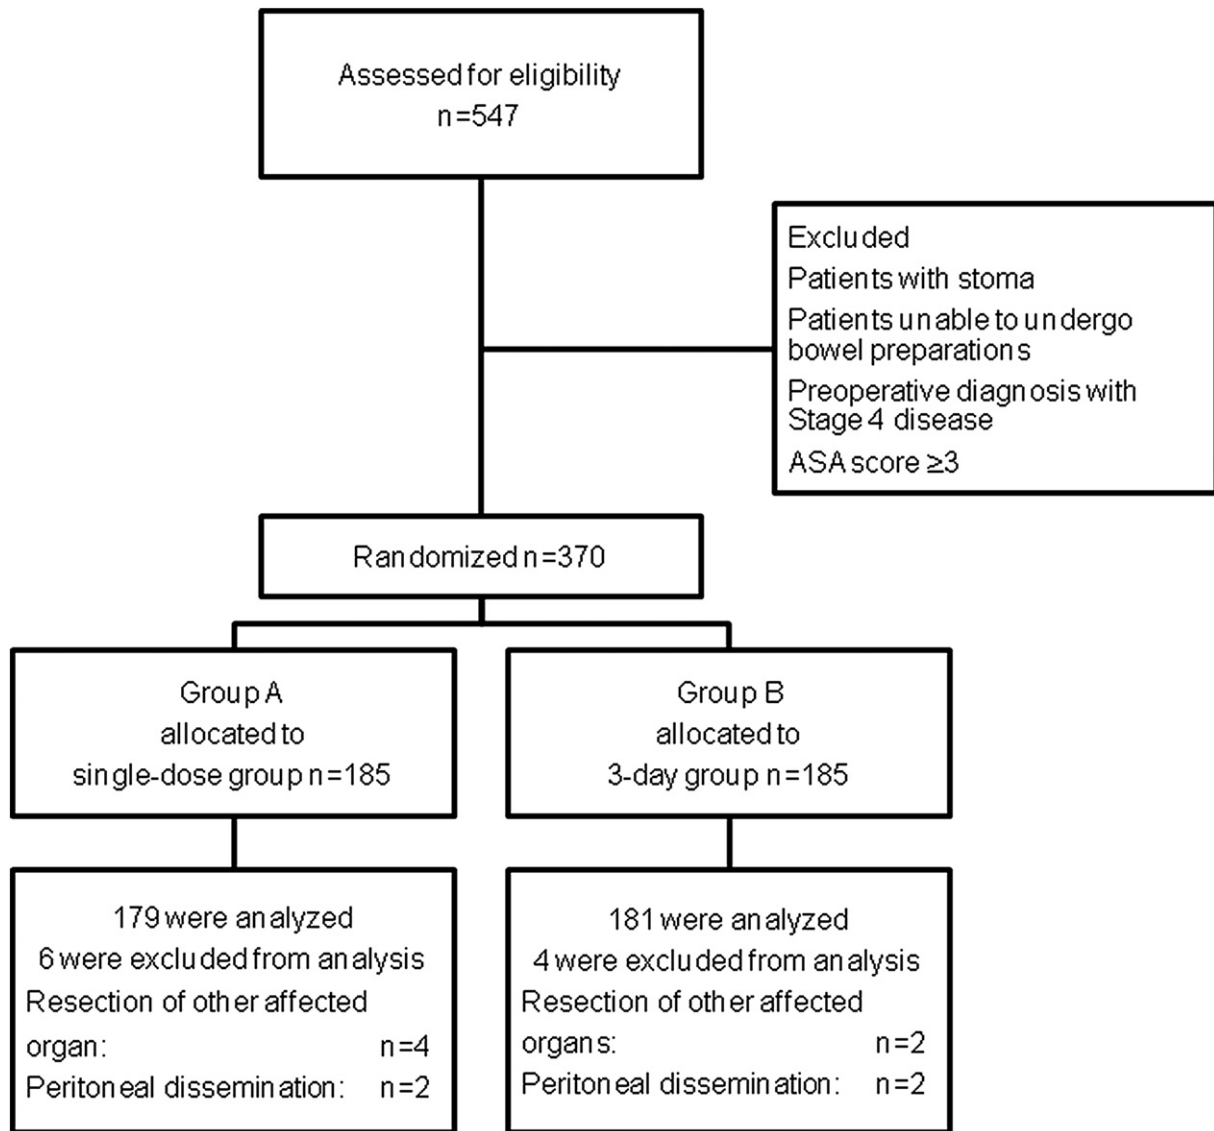 Assessed for eligibility
n=547
Excluded
Patients with stoma
Patients unable to undergo
bowel preparations
Preoperative diagnosis with
Stage 4 disease
ASA score ≥3
Randomized n=370
Group A
allocated to
single-dose group n=185
Group B
allocated to
3-day group n=185
179 were analyzed
6 were excluded from analysis
Resection of other affected
organ: n=4
Peritoneal dissemination: n=2
181 were analyzed
4 were excluded from analysis
Resection of other affected
organs: n=2
Peritoneal dissemination: n=2